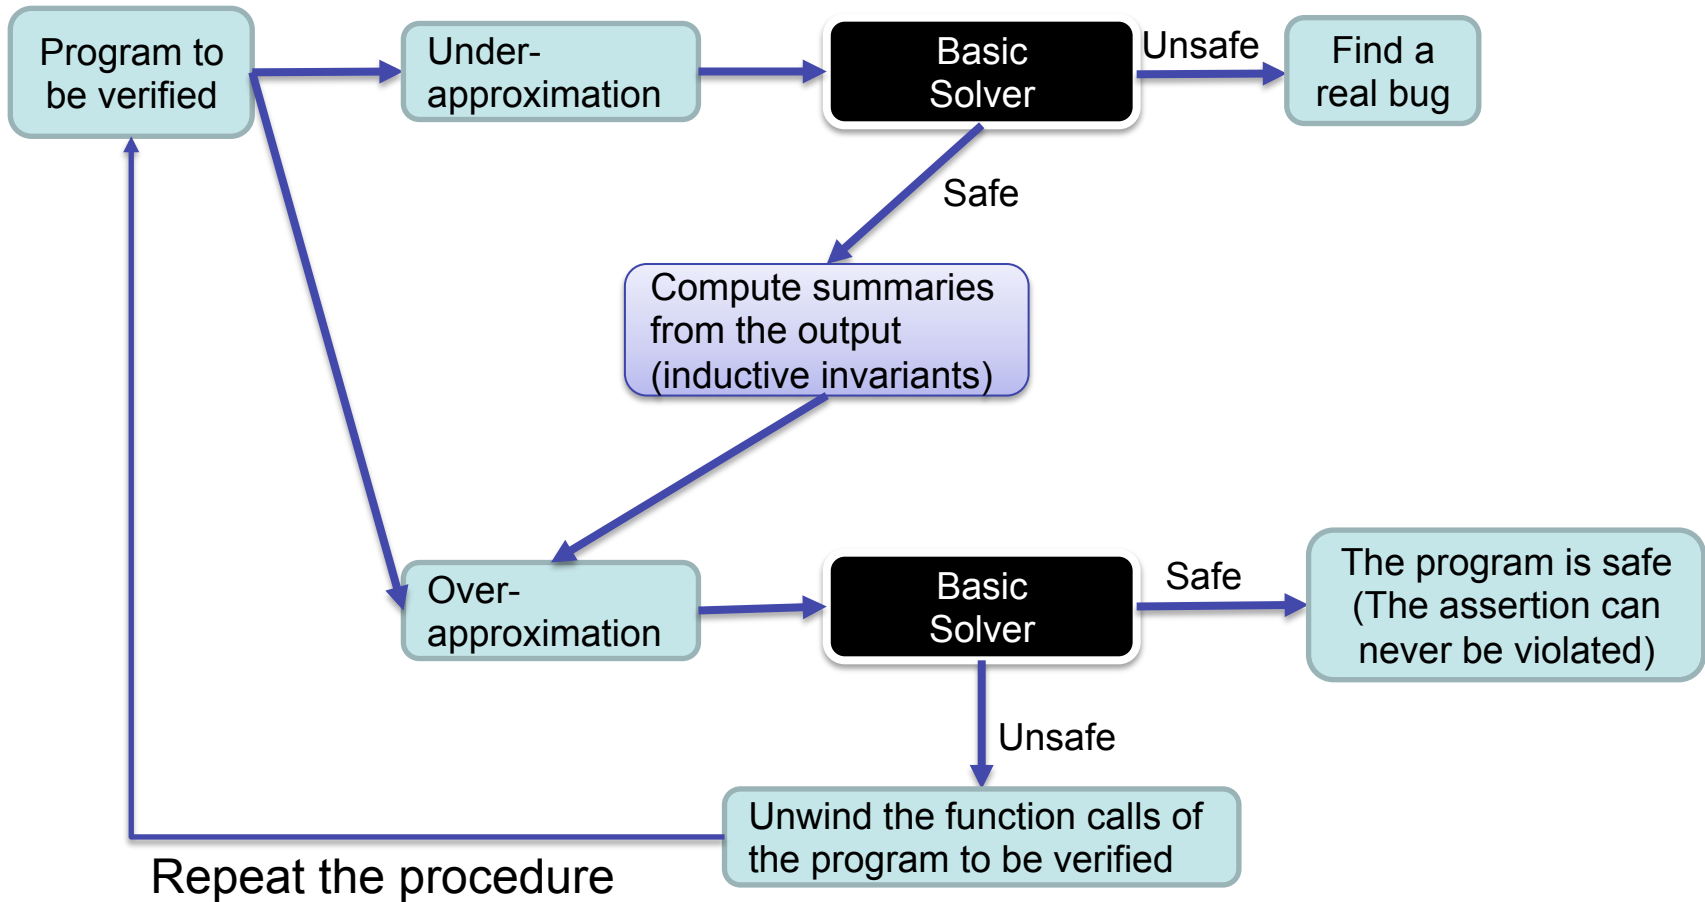 Program to
be verified
Under-
approximation
Basic
Solver
Unsafe
Find a
real bug
Safe
Compute summaries
from the output
(inductive invariants)
Over-
approximation
Basic
Solver
Safe
The program is safe
(The assertion can
never be violated)
Unsafe
Unwind the function calls of
the program to be verified
Repeat the procedure